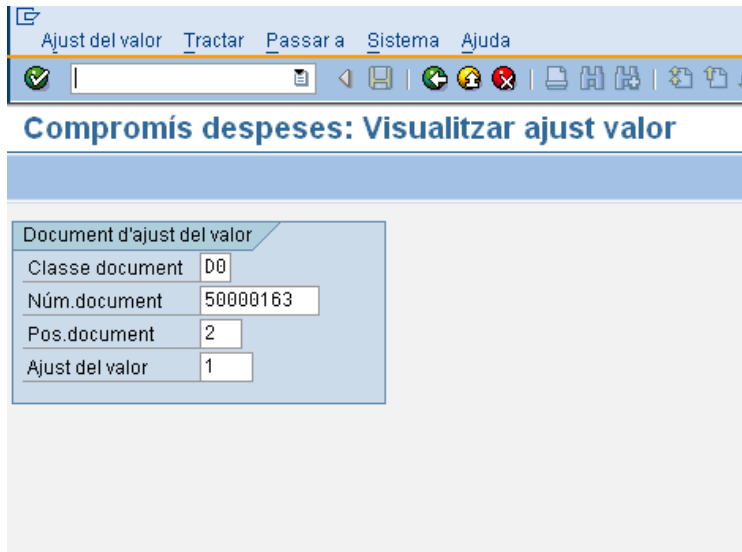 Ajust del valor Tractar Passar a Sistema Ajuda
Compromís despeses: Visualitzar ajust valor
Document d'ajust del valor
Classe document D0
Núm.document 50000163
Pos.document 2
Ajust del valor 1